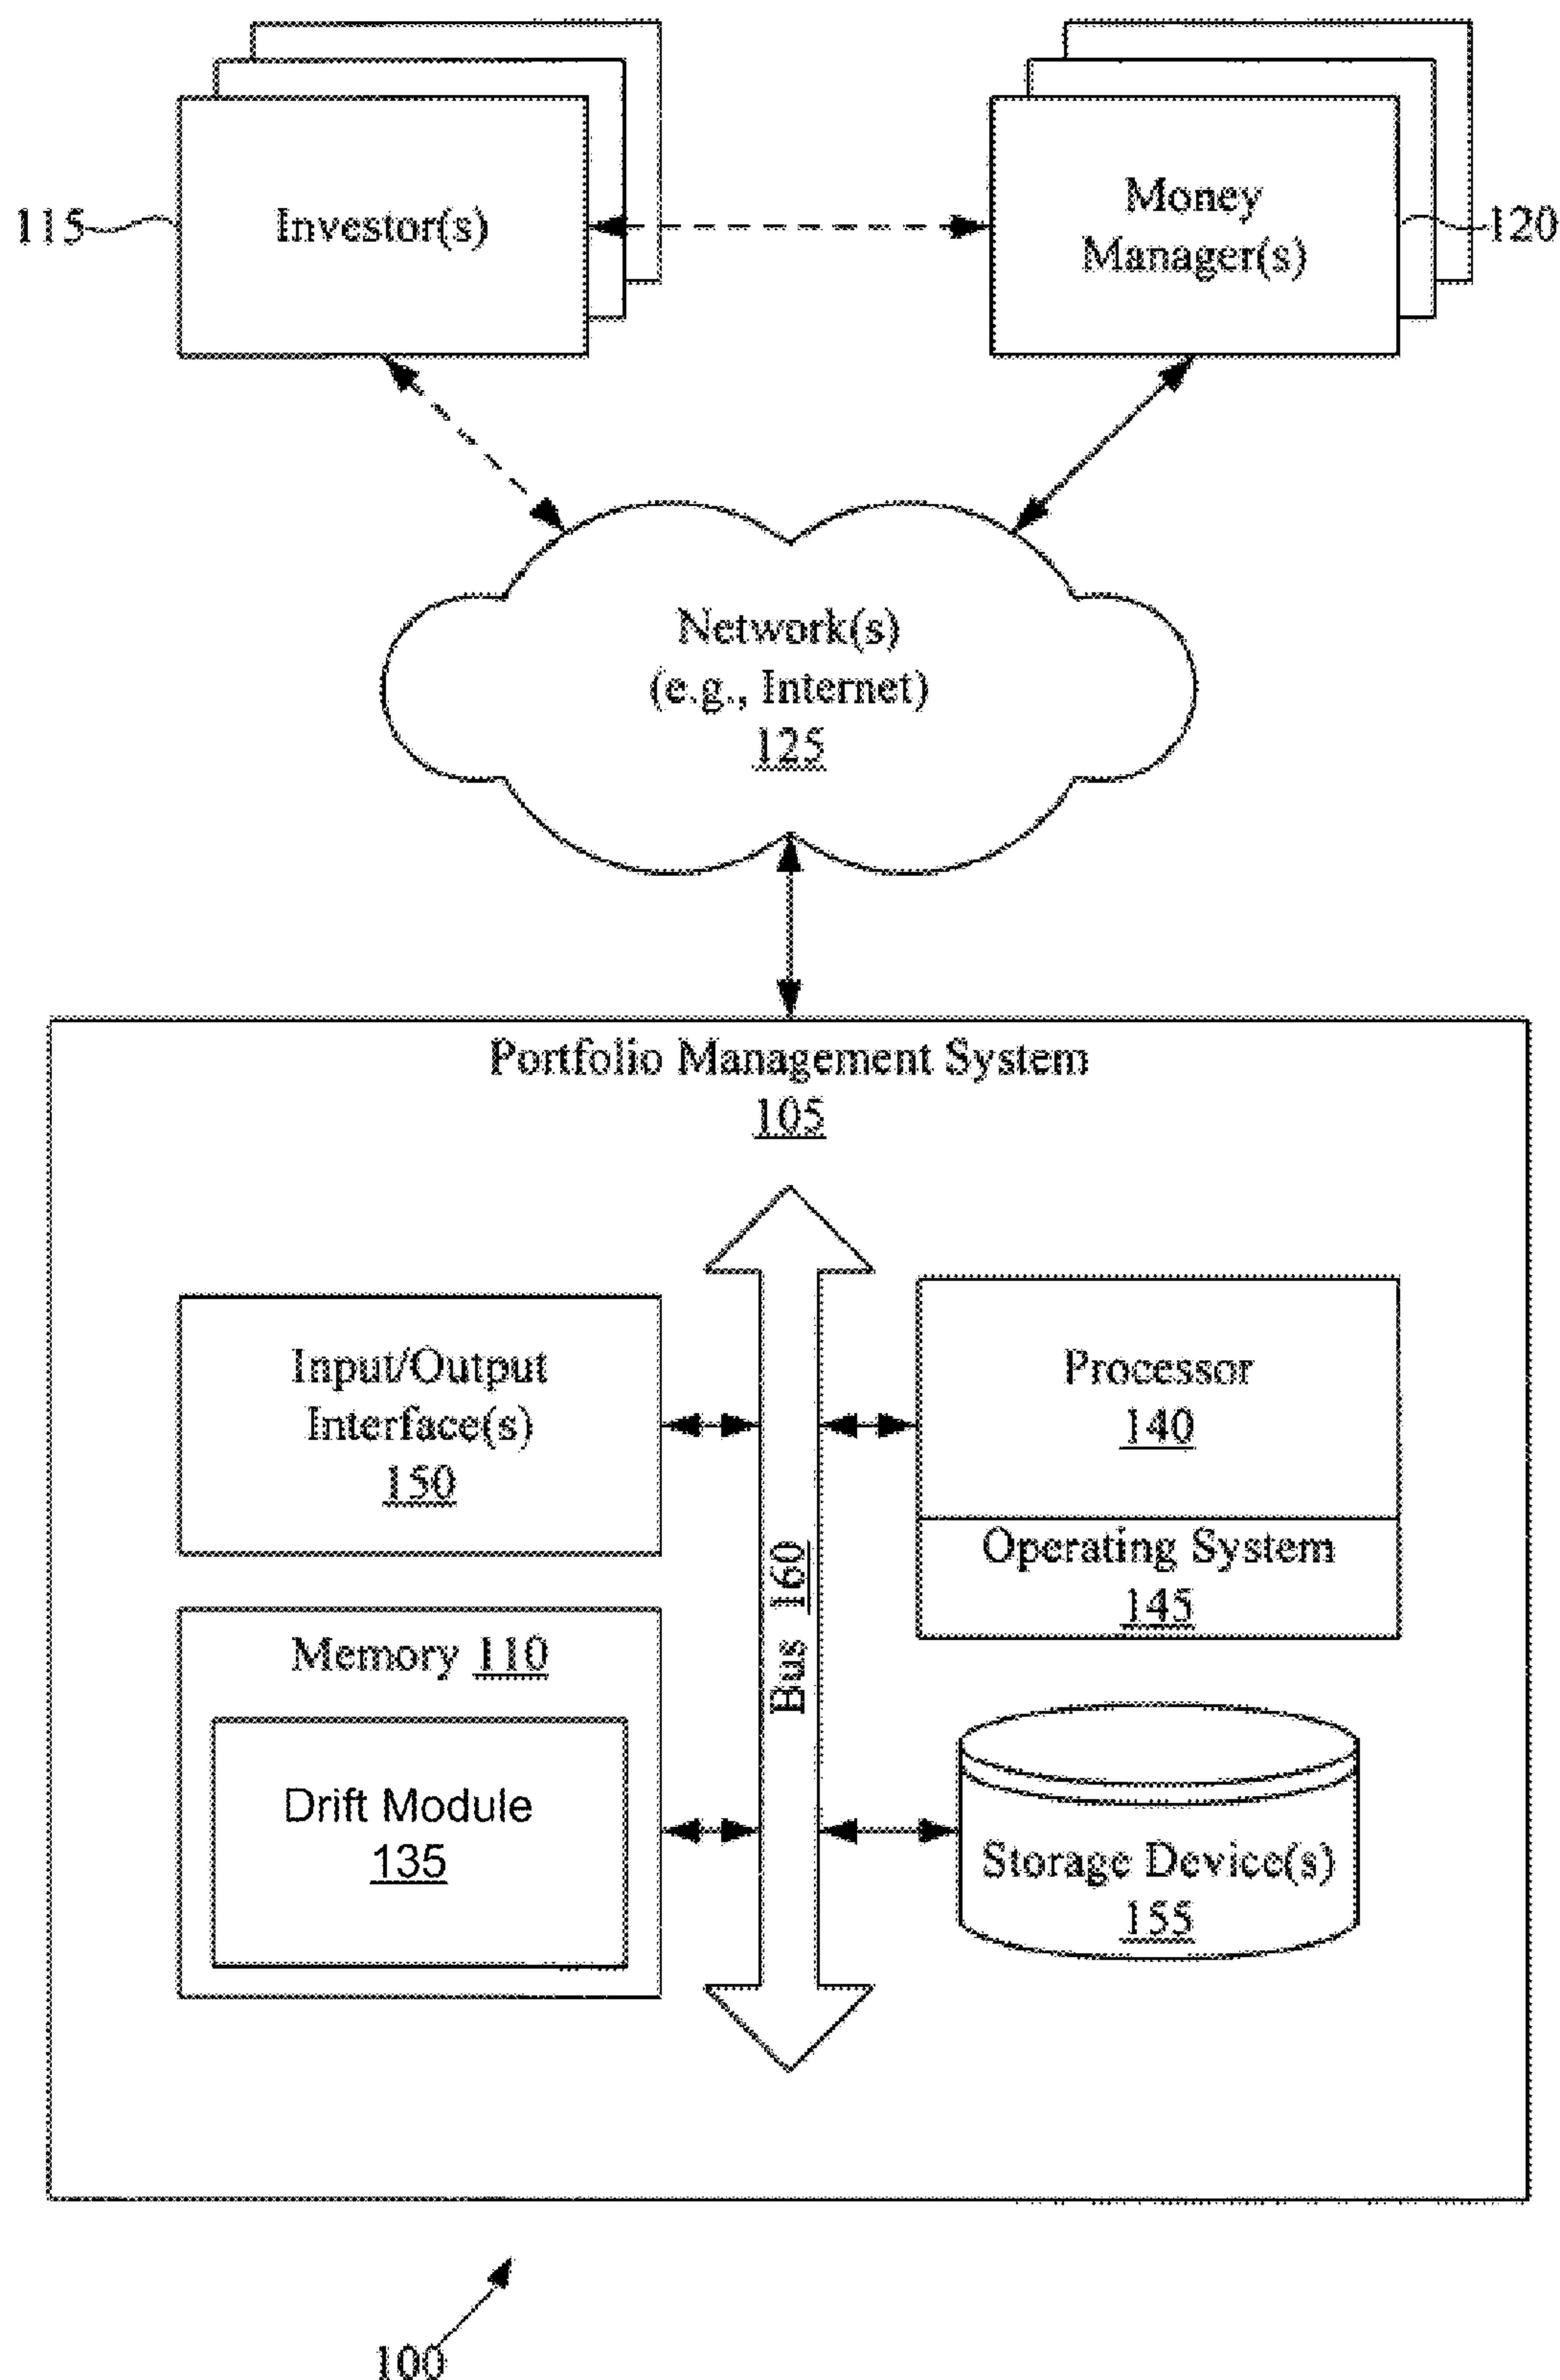 115
Investor(s)
Money
Manager(s)
120
Network(s)
(e.g., Internet)
125
Portfolio Management System
105
Input/Output
Interface(s)
150
Processor
140
Operating System
145
Bus 160
Memory 110
Drift Module
135
Storage Device(s)
155
100